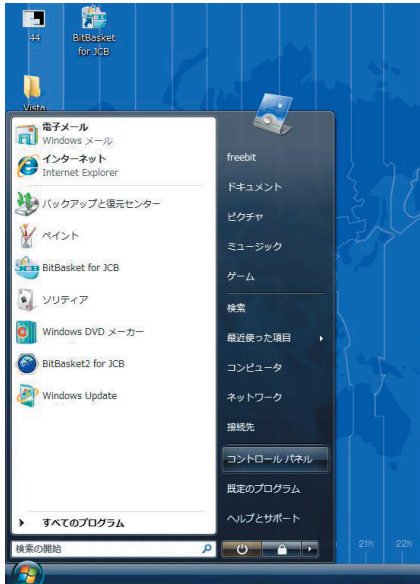 44
BitBasket
for JCB
Vista
電子メール
Windows メール
インターネット
Internet Explorer
バックアップと復元センター
ペイント
BitBasket for JCB
ソリティア
Windows DVD メーカー
BitBasket2 for JCB
Windows Update
すべてのプログラム
検索の開始
freebit
ドキュメント
ピクチャ
ミュージック
ゲーム
検索
最近使った項目
コンピュータ
ネットワーク
接続先
コントロール パネル
既定のプログラム
ヘルプとサポート
21h 22h